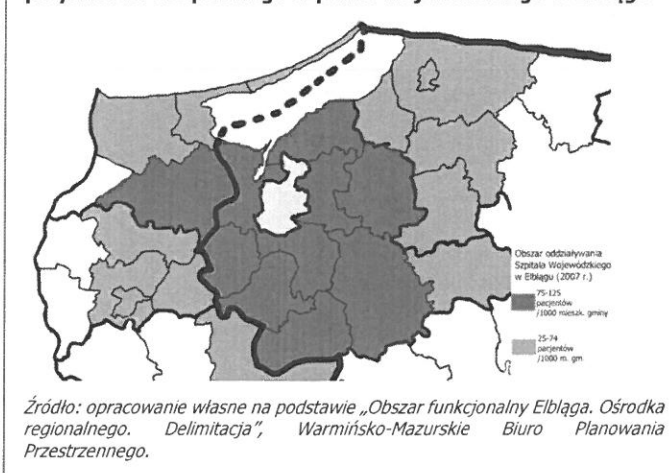 Obszar oddziaływania
Szpitala Wojewódzkiego
w Elblągu (2007 r.)
75-125
pacjentów
/1000 mieszk. gminy
25-74
pacjentów
/1000 m. gm
Źródło: opracowanie własne na podstawie „Obszar funkcjonalny Elbląga. Ośrodka
regionalnego. Delimitacja”, Warmińsko-Mazurskie Biuro Planowania
Przestrzennego.